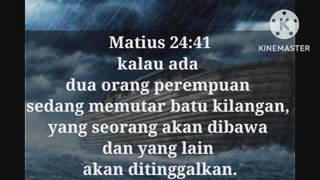 KINEMASTER
Matius 24:41
kalau ada
dua orang perempuan
sedang memutar batu kilangan,
yang seorang akan dibawa
dan yang lain
akan ditinggalkan.